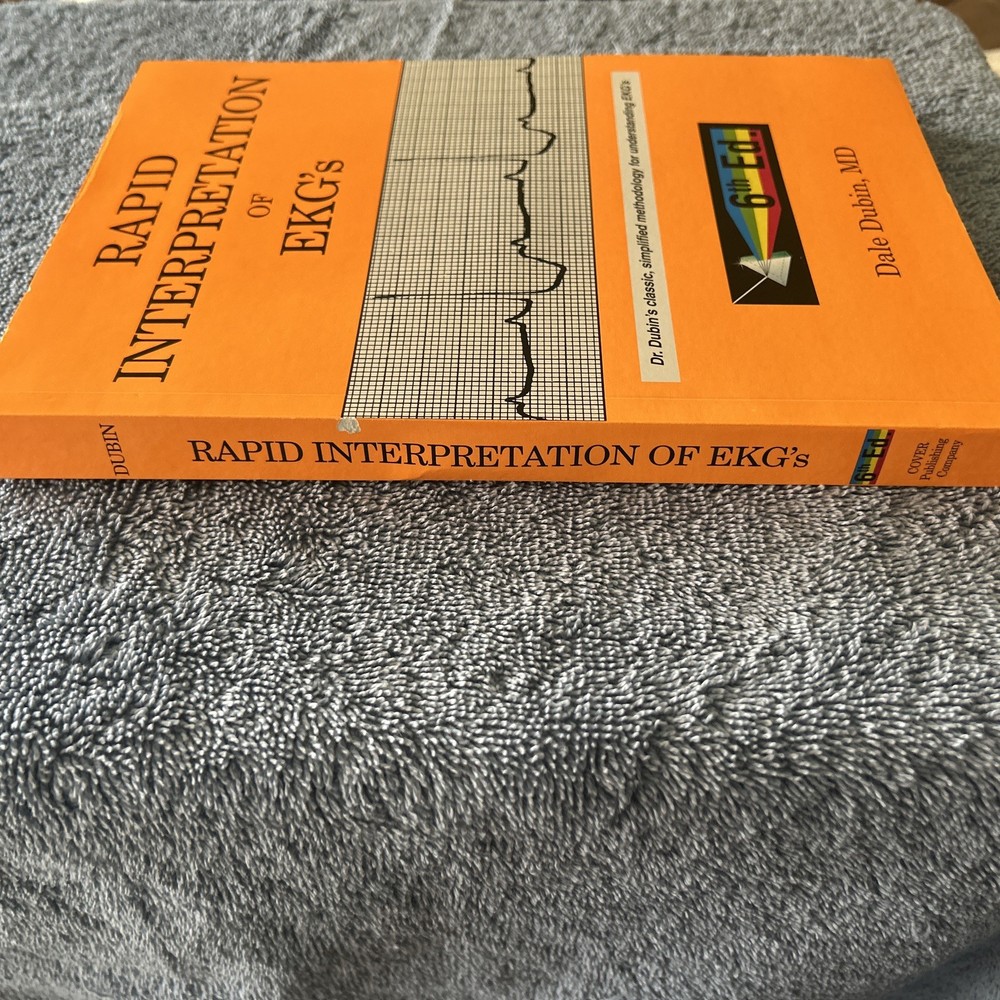 RAPID
INTERPRETATION
OF
EKG's
Dr. Dubin's classic, simplified methodology for understanding EKG's
6th Ed.
Dale Dubin, MD
DUBIN
RAPID INTERPRETATION OF EKG's
6th Ed.
COVER
Publishing
Company